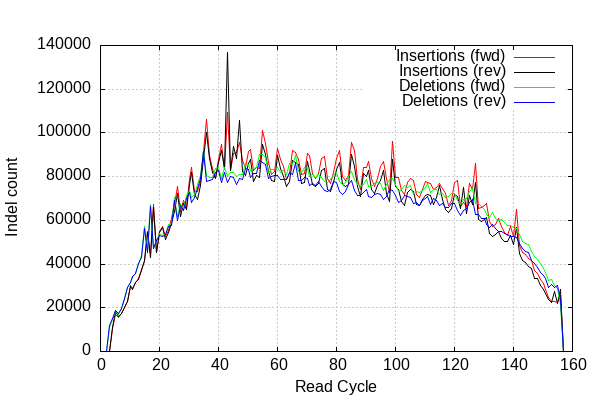 140000
120000
100000
80000
60000
40000
20000
0
Indel count
Insertions (fwd)
Insertions (rev)
Deletions (fwd)
Deletions (rev)
0 20 40 60 80 100 120 140 160
Read Cycle